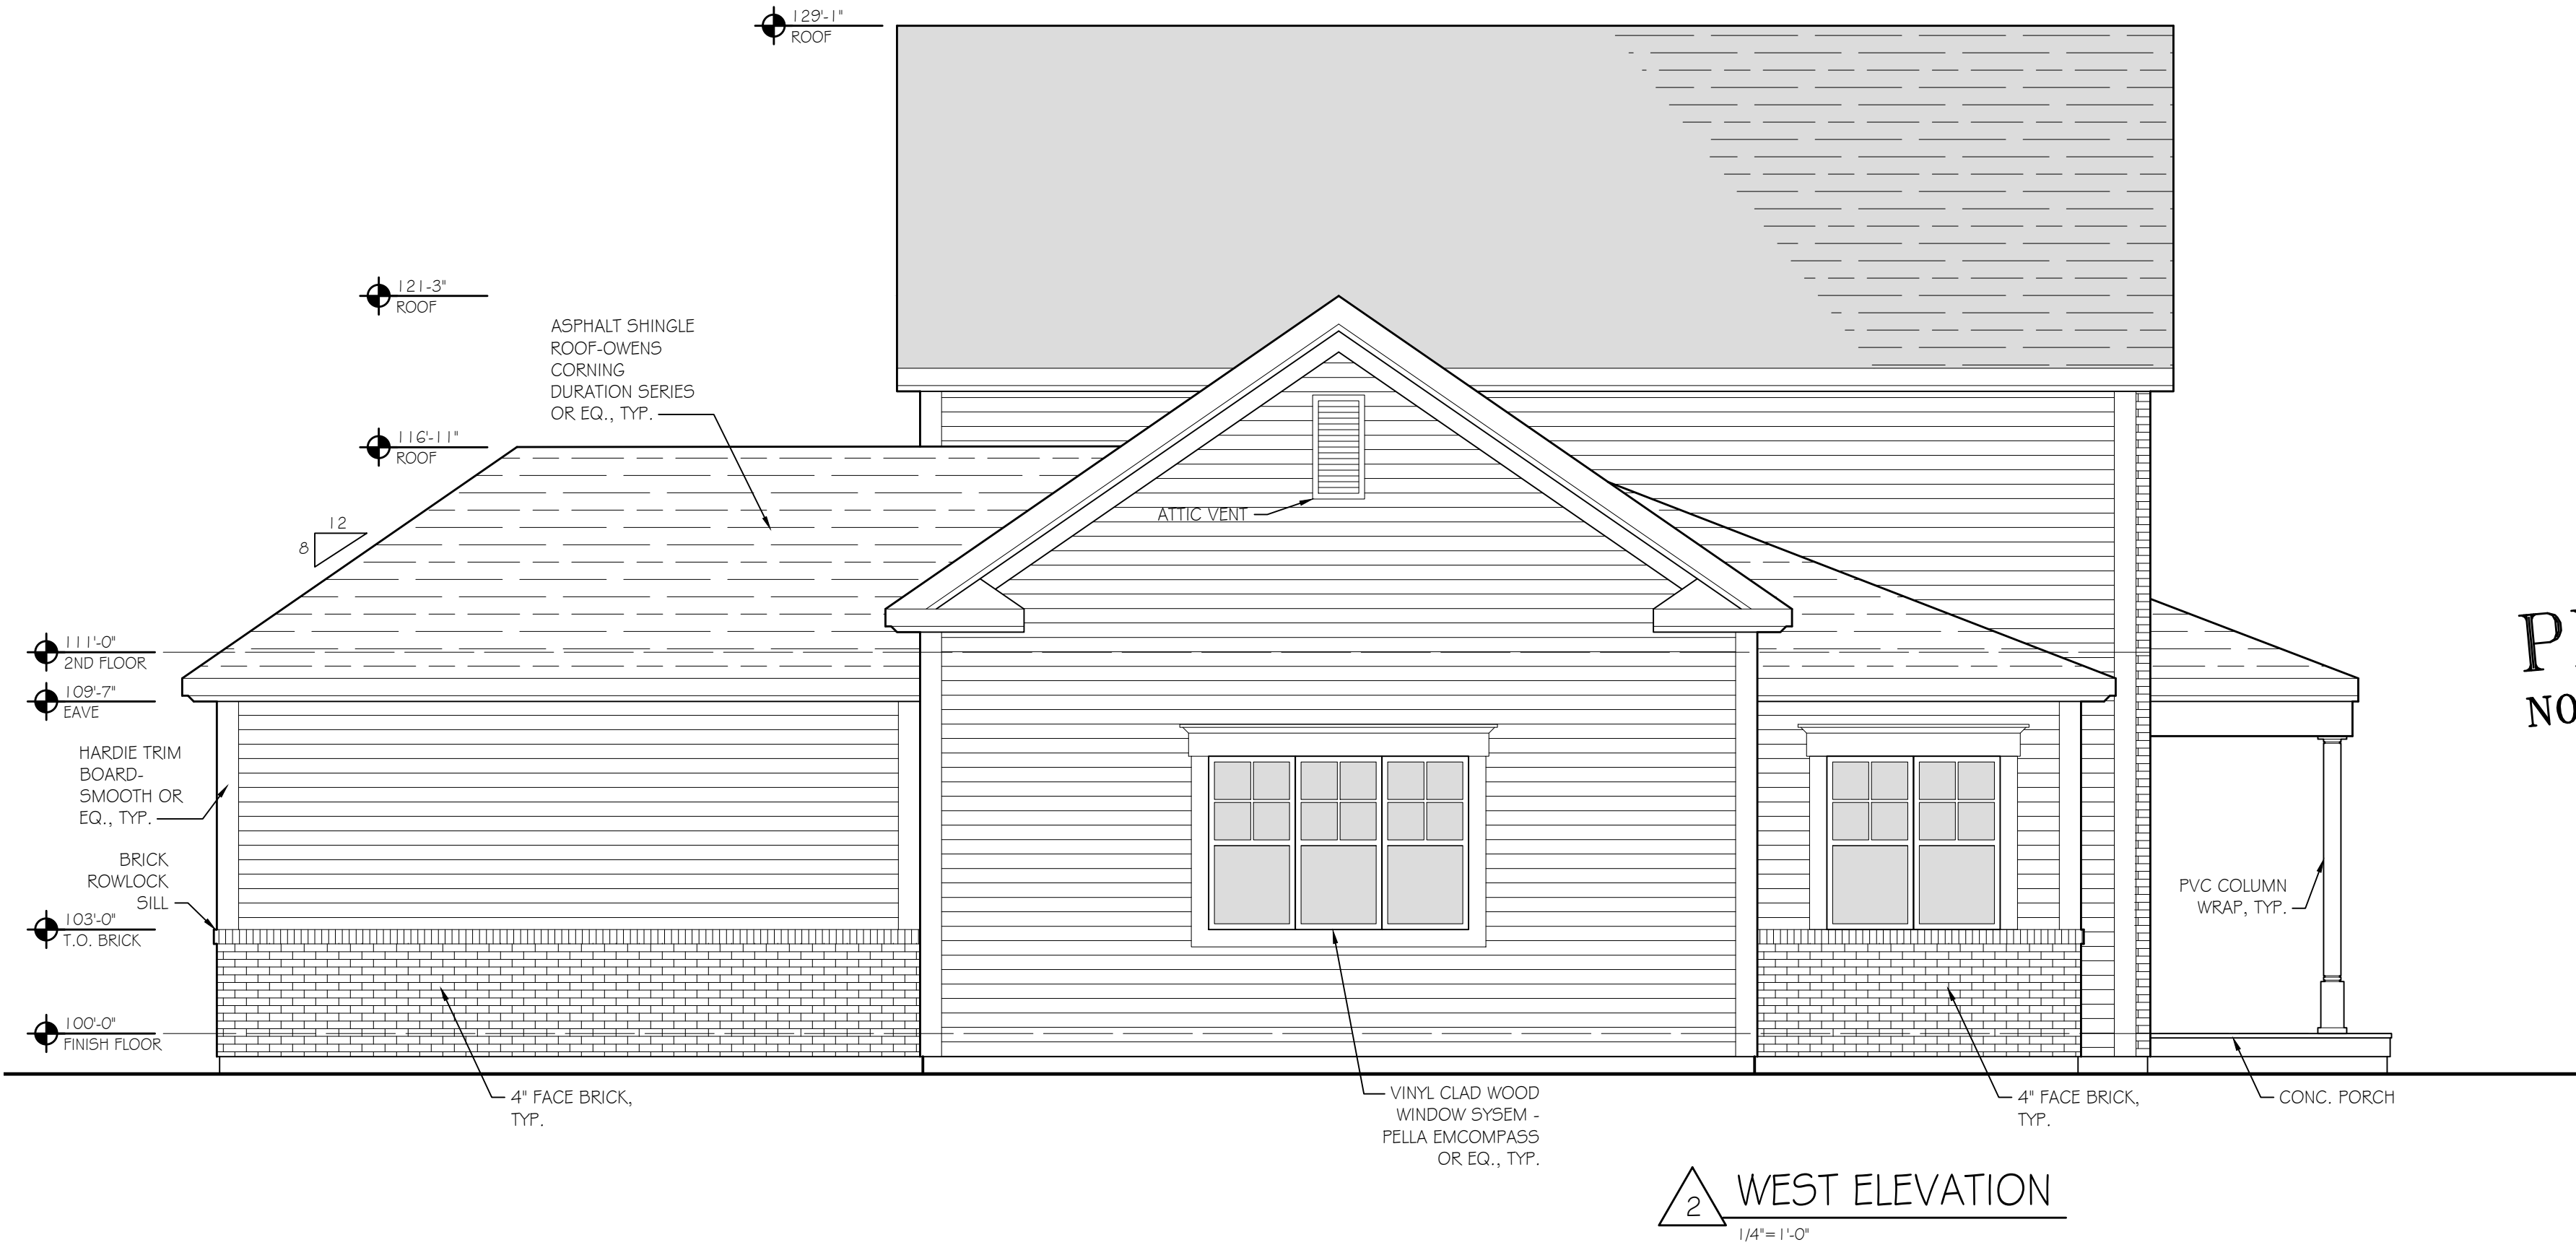 129'-1"
ROOF
121-3"
ROOF
ASPHALT SHINGLE
ROOF-OWENS
CORNING
DURATION SERIES
OR EQ., TYP.
116'-11"
ROOF
12
8
ATTIC VENT
111'-0"
2ND FLOOR
109'-7"
EAVE
HARDIE TRIM
BOARD-
SMOOTH OR
EQ., TYP.
BRICK
ROWLOCK
SILL
103'-0"
T.O. BRICK
100'-0"
FINISH FLOOR
4" FACE BRICK,
TYP.
VINYL CLAD WOOD
WINDOW SYSEM -
PELLA EMCOMPASS
OR EQ., TYP.
PVC COLUMN
WRAP, TYP.
4" FACE BRICK,
TYP.
CONC. PORCH
2
WEST ELEVATION
1/4"=1'-0"
NO